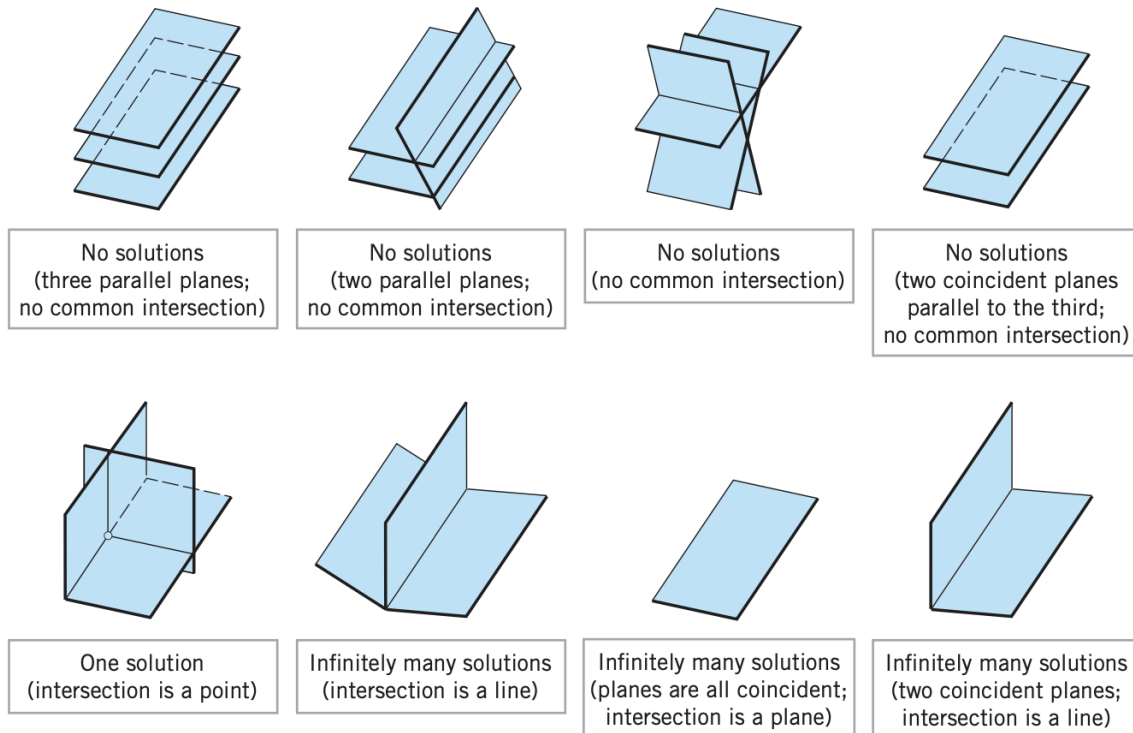 No solutions
(three parallel planes;
no common intersection)
No solutions
(two parallel planes;
no common intersection)
No solutions
(no common intersection)
No solutions
(two coincident planes
parallel to the third;
no common intersection)
One solution
(intersection is a point)
Infinitely many solutions
(intersection is a line)
Infinitely many solutions
(planes are all coincident;
intersection is a plane)
Infinitely many solutions
(two coincident planes;
intersection is a line)